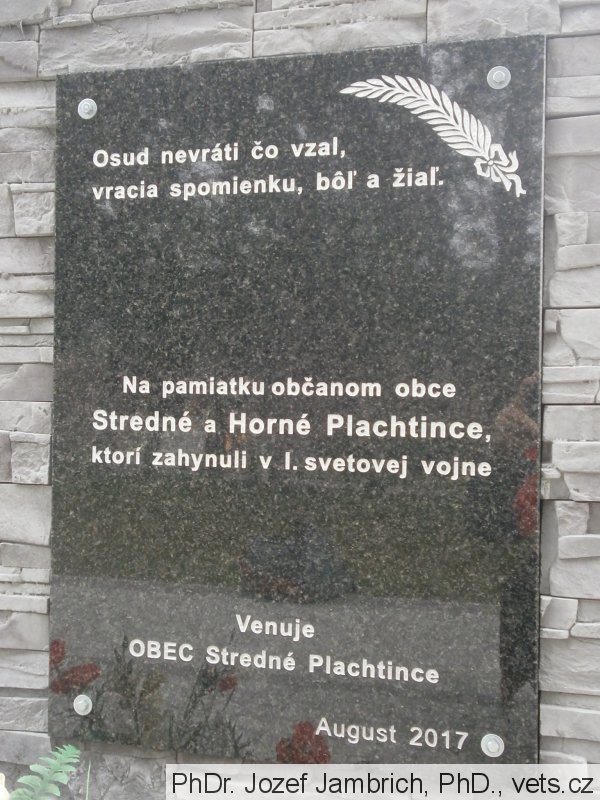 Osud nevráti čo vzal,
vracia spomienku, bôľ a žiaľ.
Na pamiatku občanom obce
Stredné a Horné Plachtince,
ktorí zahynuli v I. svetovej vojne
Venuje
OBEC Stredné Plachtince
August 2017
PhDr. Jozef Jambrich, PhD., vets.cz